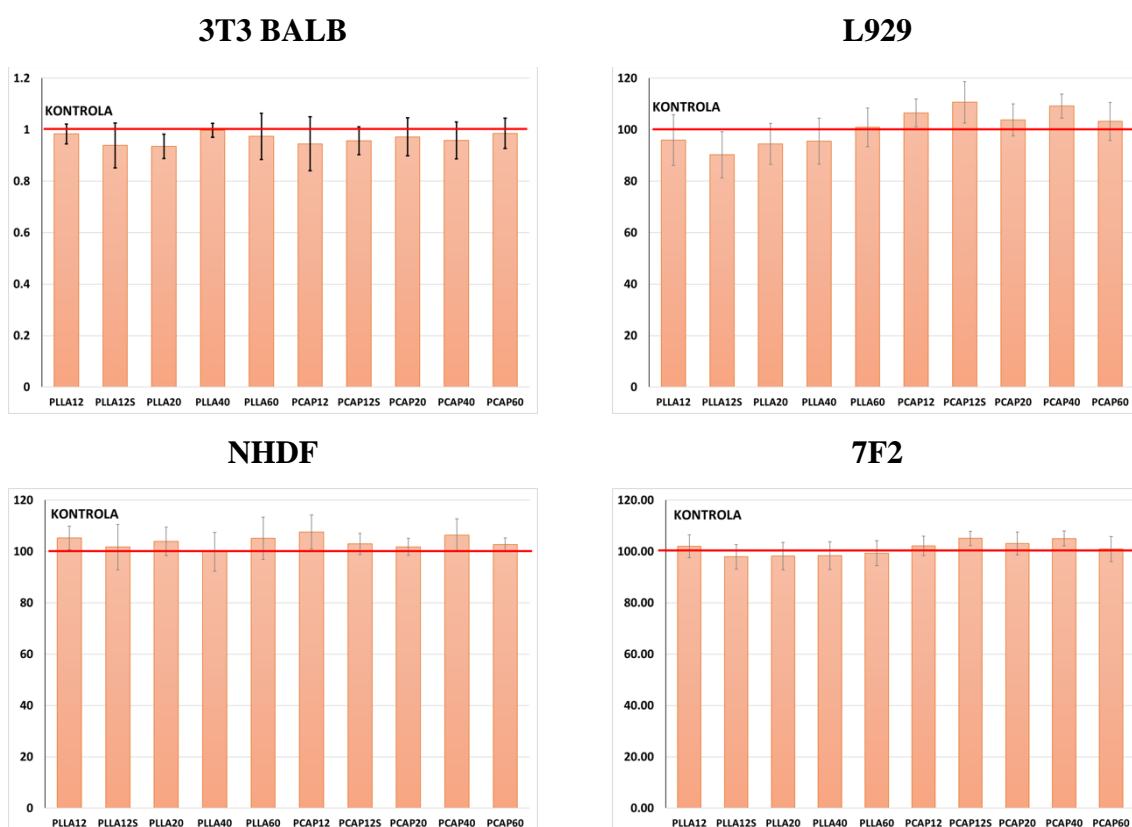 3T3 BALB
1.2
1
0.8
0.6
0.4
0.2
0
KONTROLA
PLLA12 PLLA12S PLLA20 PLLA40 PLLA60 PCAP12 PCAP12S PCAP20 PCAP40 PCAP60
L929
120
100
80
60
40
20
0
KONTROLA
PLLA12 PLLA12S PLLA20 PLLA40 PLLA60 PCAP12 PCAP12S PCAP20 PCAP40 PCAP60
NHDF
120
100
80
60
40
20
0
KONTROLA
PLLA12 PLLA12S PLLA20 PLLA40 PLLA60 PCAP12 PCAP12S PCAP20 PCAP40 PCAP60
7F2
120.00
100.00
80.00
60.00
40.00
20.00
0.00
KONTROLA
PLLA12 PLLA12S PLLA20 PLLA40 PLLA60 PCAP12 PCAP12S PCAP20 PCAP40 PCAP60